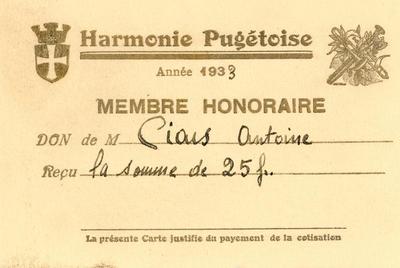 Harmonie Pugétoise
Année 1933
MEMBRE HONORAIRE
DON de M Ciais Antoine
Reçu la somme de 25 f.
La présente Carte justifie du payement de la cotisation